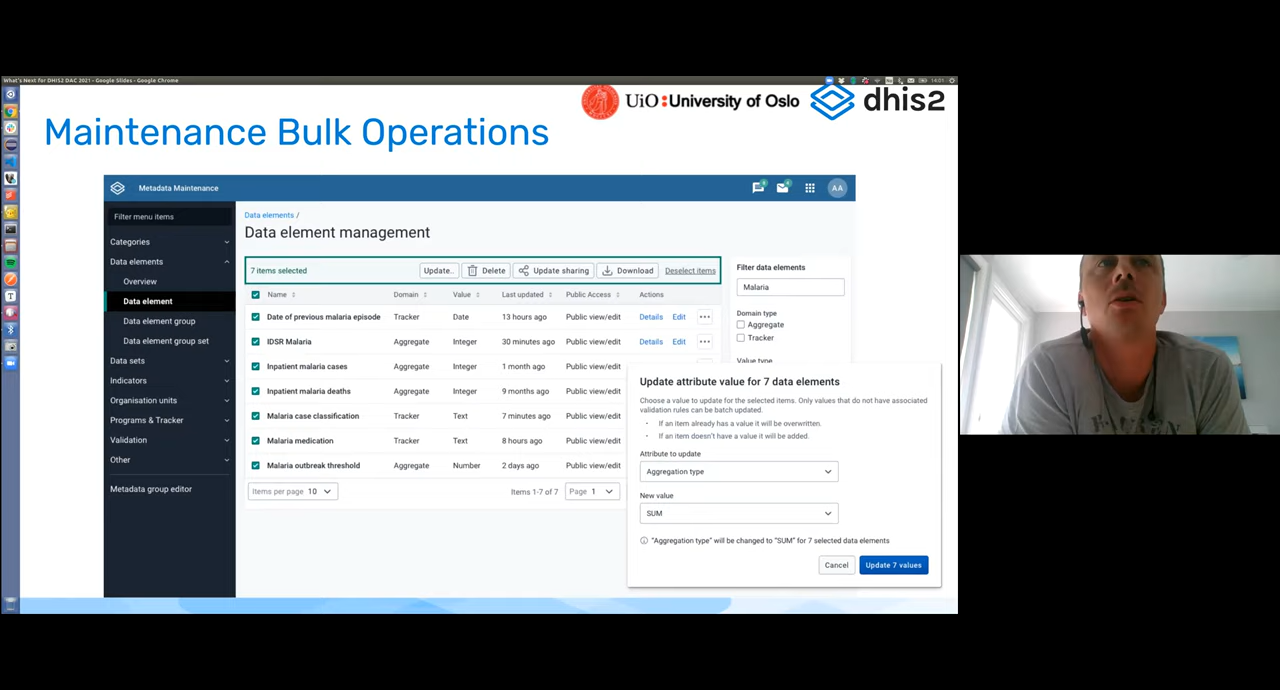 What's Next for DHIS2 DAC 2021 - Google Slides - Google Chrome
14:01
UiO:University of Oslo
dhis2
Maintenance Bulk Operations
Metadata Maintenance
AA
Filter menu items
Categories
Data elements
Overview
Data element
Data element group
Data element group set
Data sets
Indicators
Organisation units
Programs & Tracker
Validation
Other
Metadata group editor
Data elements /
Data element management
7 items selected
Update..
Delete
Update sharing
Download
Deselect items
Name Domain Value Last updated Public Access Actions
Date of previous malaria episode Tracker Date 13 hours ago Public view/edit Details Edit
IDSR Malaria Aggregate Integer 30 minutes ago Public view/edit Details Edit
Inpatient malaria cases Aggregate Integer 1 month ago Public view/edit
Inpatient malaria deaths Aggregate Integer 9 months ago Public view/edit
Malaria case classification Tracker Text 7 minutes ago Public view/edit
Malaria medication Tracker Text 8 hours ago Public view/edit
Malaria outbreak threshold Aggregate Number 2 days ago Public view/edit
Items per page 10
Items 1-7 of 7
Page 1
Filter data elements
Malaria
Domain type
Aggregate
Tracker
Value type
Update attribute value for 7 data elements
Choose a value to update for the selected items. Only values that do not have associated
validation rules can be batch updated.
- If an item already has a value it will be overwritten.
- If an item doesn't have a value it will be added.
Attribute to update
Aggregation type
New value
SUM
"Aggregation type" will be changed to "SUM" for 7 selected data elements
Cancel
Update 7 values